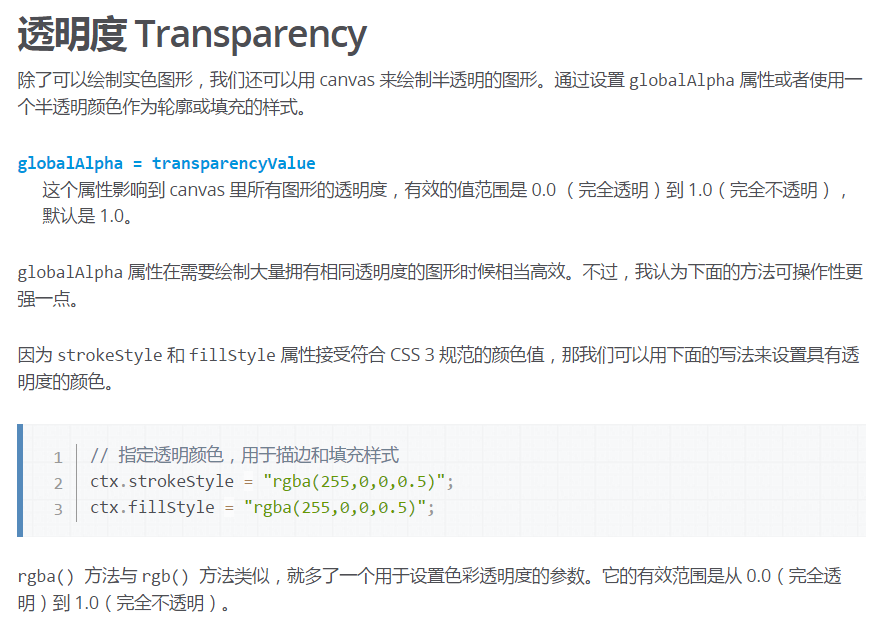 透明度 Transparency
除了可以绘制实色图形，我们还可以用 canvas 来绘制半透明的图形。通过设置 globalAlpha 属性或者使用一
个半透明颜色作为轮廓或填充的样式。
globalAlpha = transparencyValue
这个属性影响到 canvas 里所有图形的透明度，有效的值范围是 0.0 （完全透明）到 1.0（完全不透明），
默认是 1.0。
globalAlpha 属性在需要绘制大量拥有相同透明度的图形时候相当高效。不过，我认为下面的方法可操作性更
强一点。
因为 strokeStyle 和 fillStyle 属性接受符合 CSS 3 规范的颜色值，那我们可以用下面的写法来设置具有透
明度的颜色。
1 // 指定透明颜色，用于描边和填充样式
2 ctx.strokeStyle = "rgba(255,0,0,0.5)";
3 ctx.fillStyle = "rgba(255,0,0,0.5)";
rgba() 方法与 rgb() 方法类似，就多了一个用于设置色彩透明度的参数。它的有效范围是从 0.0（完全透
明）到 1.0（完全不透明）。